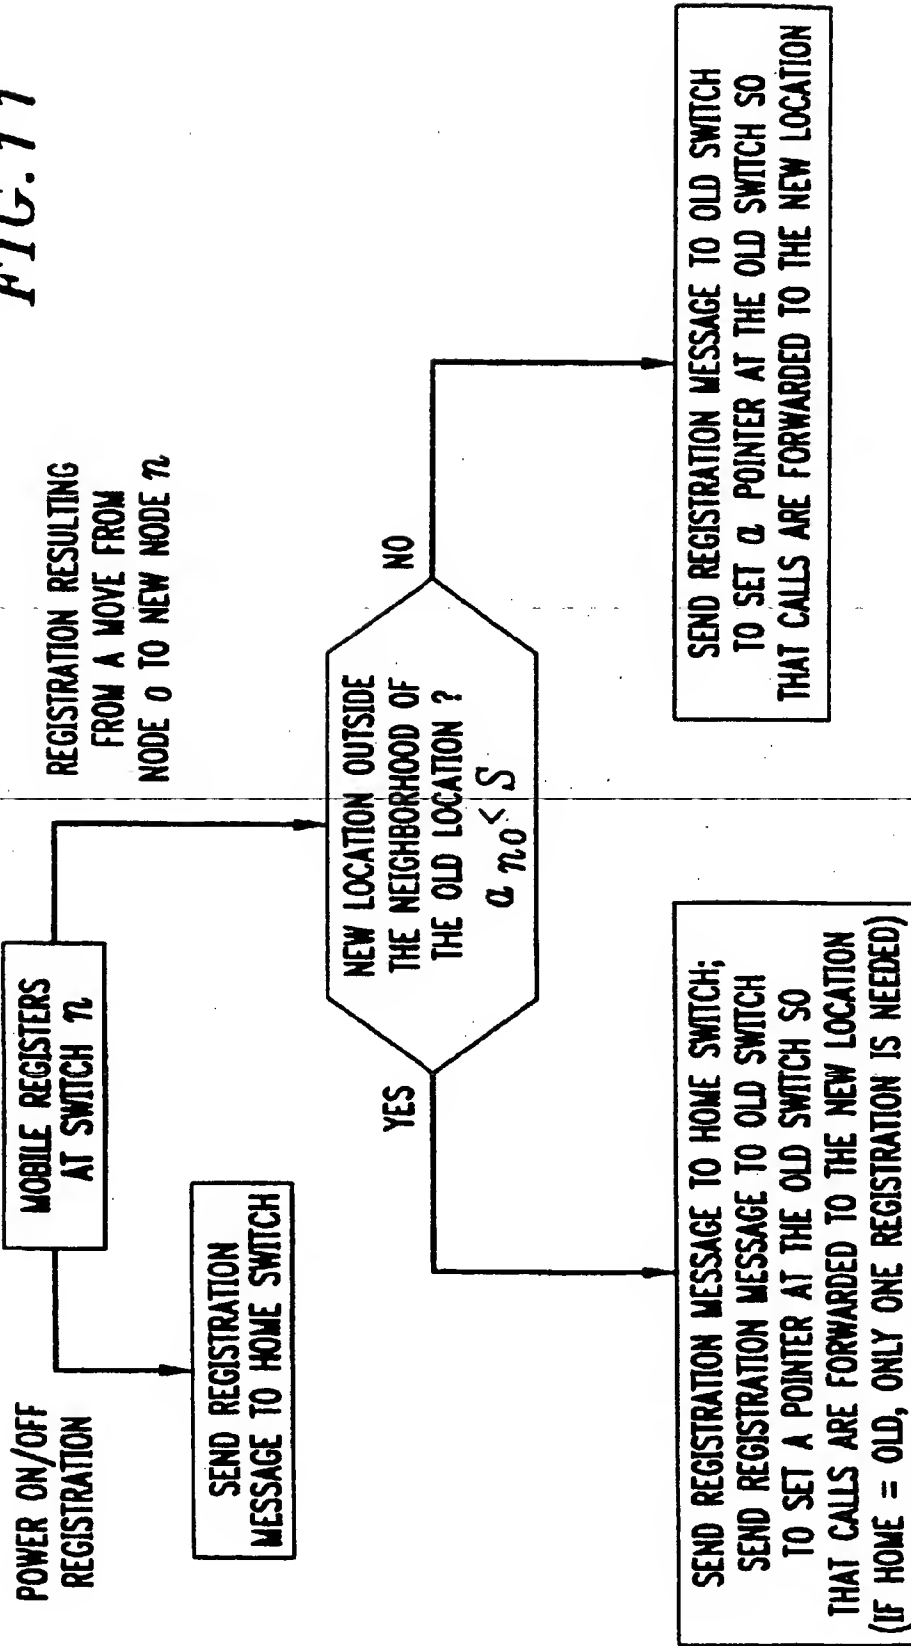 FIG. 11
MOBILE REGISTERS
AT SWITCH n
POWER ON/OFF
REGISTRATION
REGISTRATION RESULTING
FROM A MOVE FROM
NODE o TO NEW NODE n
SEND REGISTRATION
MESSAGE TO HOME SWITCH
NEW LOCATION OUTSIDE
THE NEIGHBORHOOD OF
THE OLD LOCATION ?
a no < S
YES
NO
SEND REGISTRATION MESSAGE TO HOME SWITCH;
SEND REGISTRATION MESSAGE TO OLD SWITCH
TO SET A POINTER AT THE OLD SWITCH SO
THAT CALLS ARE FORWARDED TO THE NEW LOCATION
(IF HOME = OLD, ONLY ONE REGISTRATION IS NEEDED)
SEND REGISTRATION MESSAGE TO OLD SWITCH
TO SET a POINTER AT THE OLD SWITCH SO
THAT CALLS ARE FORWARDED TO THE NEW LOCATION